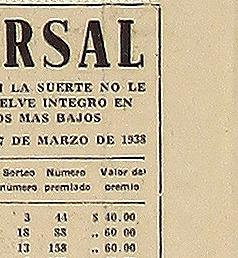 RSAL
LA SUERTE NO LE
ELVE INTEGRO EN
OS MAS BAJOS
7 DE MARZO DE 1938
Sorteo Numero Valor del
número premiado premio
3 44 $ 40.00
18 88 ,, 60 00
13 158 ,, 60.00